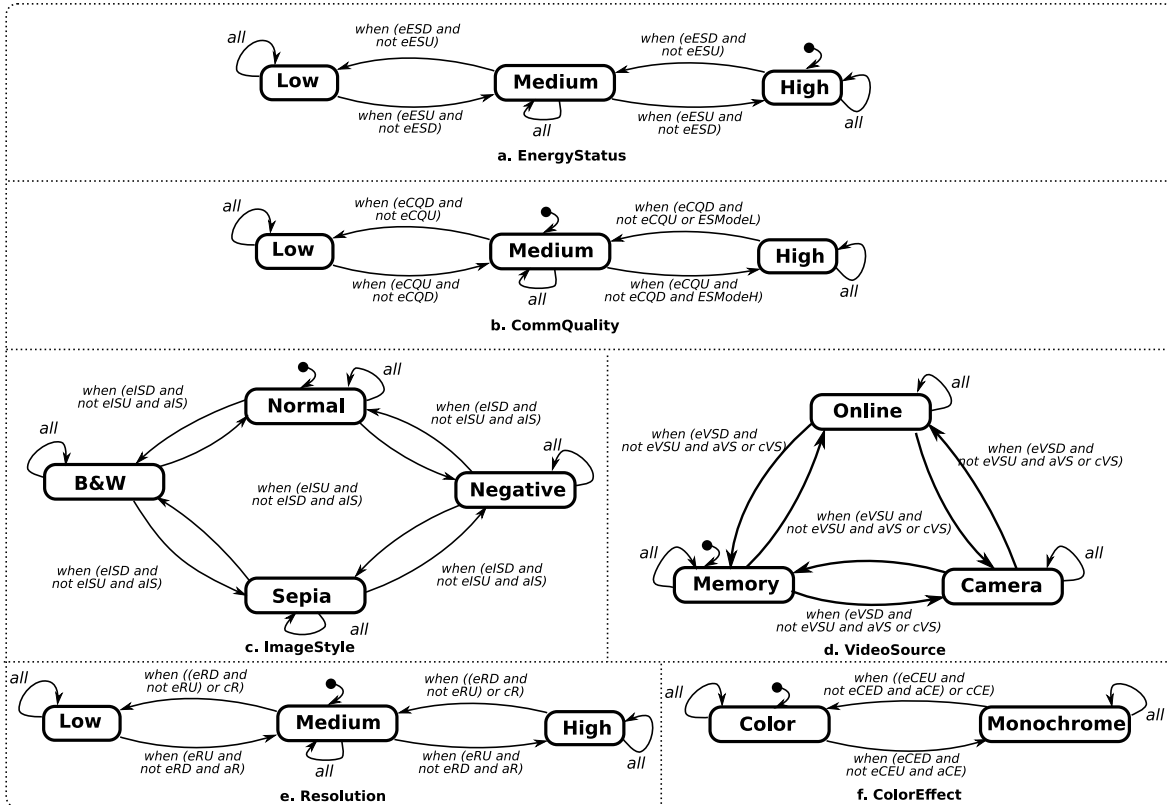 all
when (eESD and
not eESU)
when (eESD and
not eESU)
Low
Medium
High
when (eESU and
not eESD)
all
when (eESU and
not eESD)
all
a. EnergyStatus
all
when (eCQD and
not eCQU)
when (eCQD and
not eCQU or ESModeL)
Low
Medium
High
when (eCQU and
not eCQD)
all
when (eCQU and
not eCQD and ESModeH)
all
b. CommQuality
all
when (eISD and
not eISU and aIS)
Normal
when (eISD and
not eISU and aIS)
all
all
B&W
when (eISU and
not eISD and aIS)
Negative
when (eISD and
not eISU and aIS)
when (eISD and
not eISU and aIS)
Sepia
all
c. ImageStyle
all
Online
when (eVSD and
not eVSU and aVS or cVS)
when (eVSD and
not eVSU and aVS or cVS)
when (eVSU and
not eVSU and aVS or cVS)
all
all
Memory
Camera
when (eVSD and
not eVSU and aVS or cVS)
d. VideoSource
all
when ((eRD and
not eRU) or cR)
when ((eRD and
not eRU) or cR)
Low
Medium
High
when (eRU and
not eRD and aR)
all
when (eRU and
not eRD and aR)
all
e. Resolution
all
when ((eCEU and
not eCED and aCE) or cCE)
Color
Monochrome
all
when (eCED and
not eCEU and aCE)
f. ColorEffect